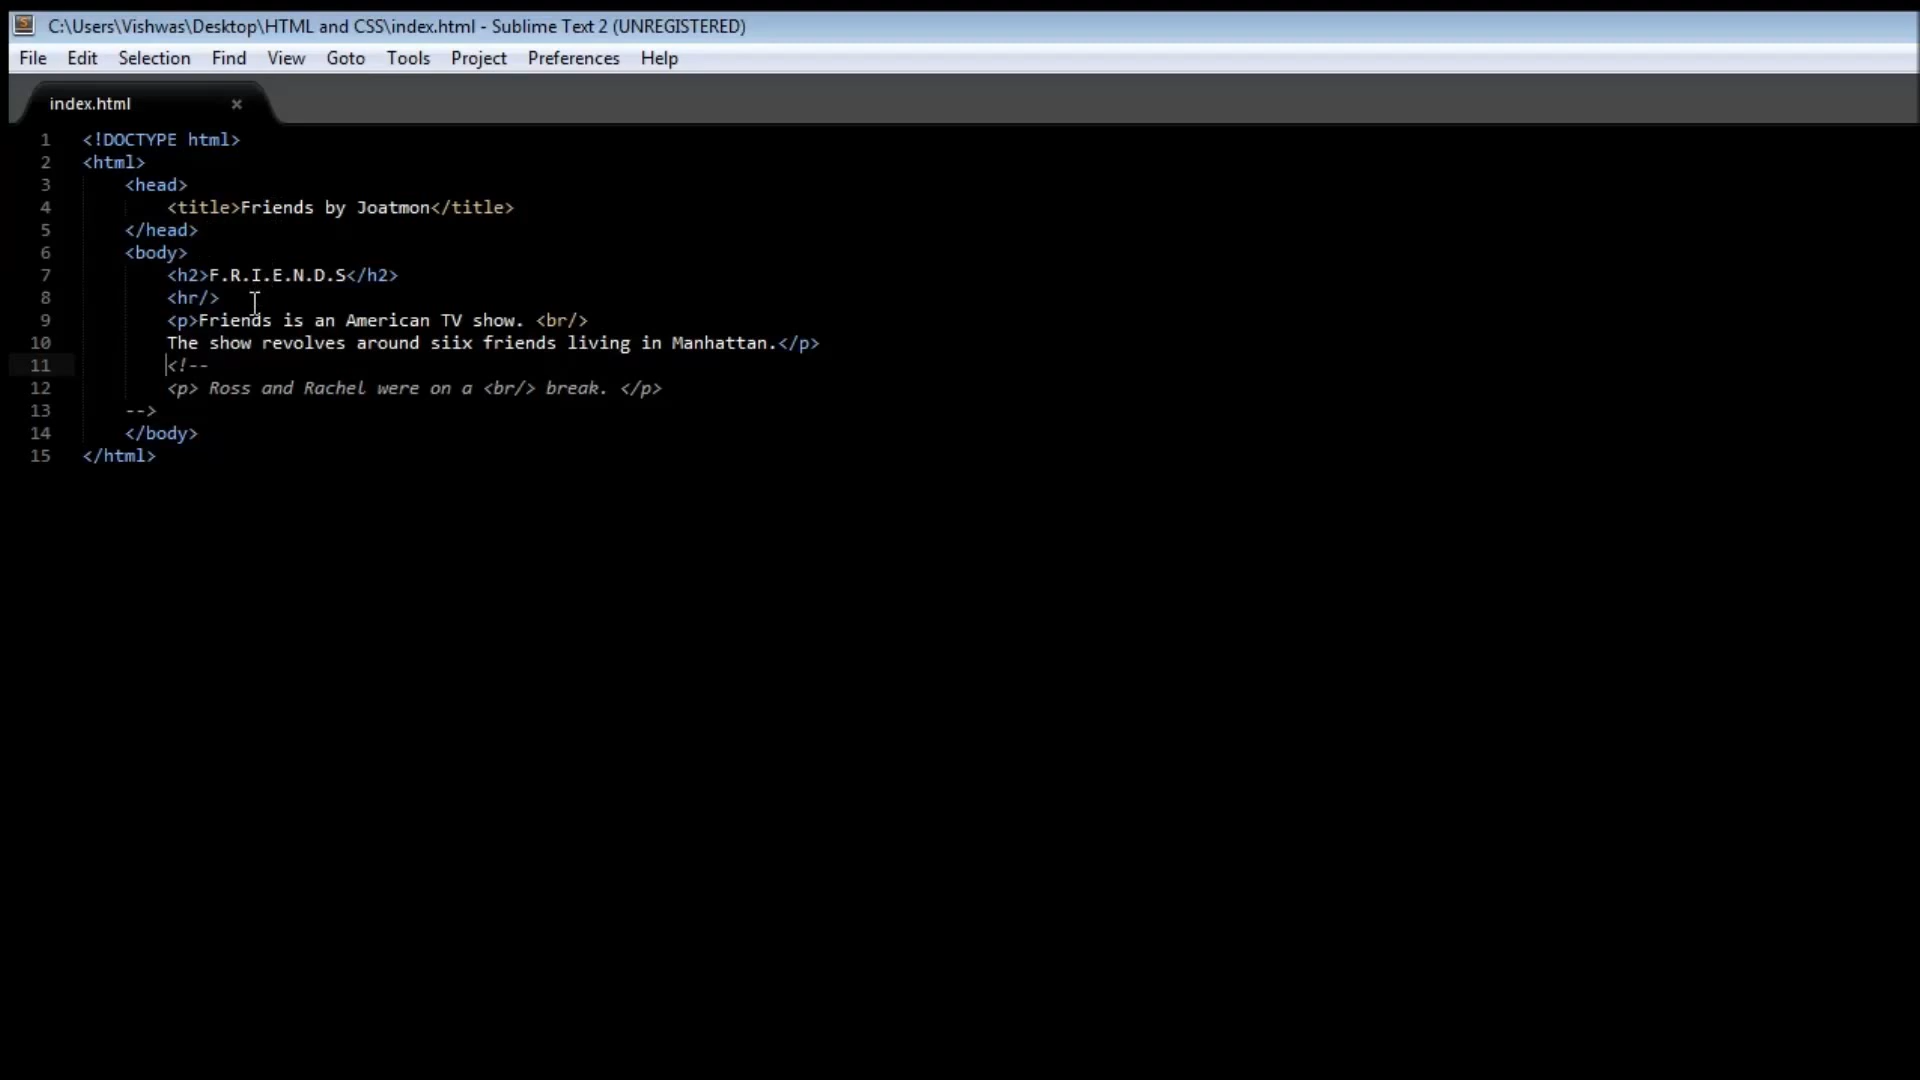 C:\Users\Vishwas\Desktop\HTML and CSS\index.html - Sublime Text 2 (UNREGISTERED)
File Edit Selection Find View Goto Tools Project Preferences Help
index.html ×
1 <!DOCTYPE html>
2 <html>
3 <head>
4 <title>Friends by Joatmon</title>
5 </head>
6 <body>
7 <h2>F.R.I.E.N.D.S</h2>
8 <hr/>
9 <p>Friends is an American TV show. <br/>
10 The show revolves around siix friends living in Manhattan.</p>
11 <!--
12 <p> Ross and Rachel were on a <br/> break. </p>
13 -->
14 </body>
15 </html>